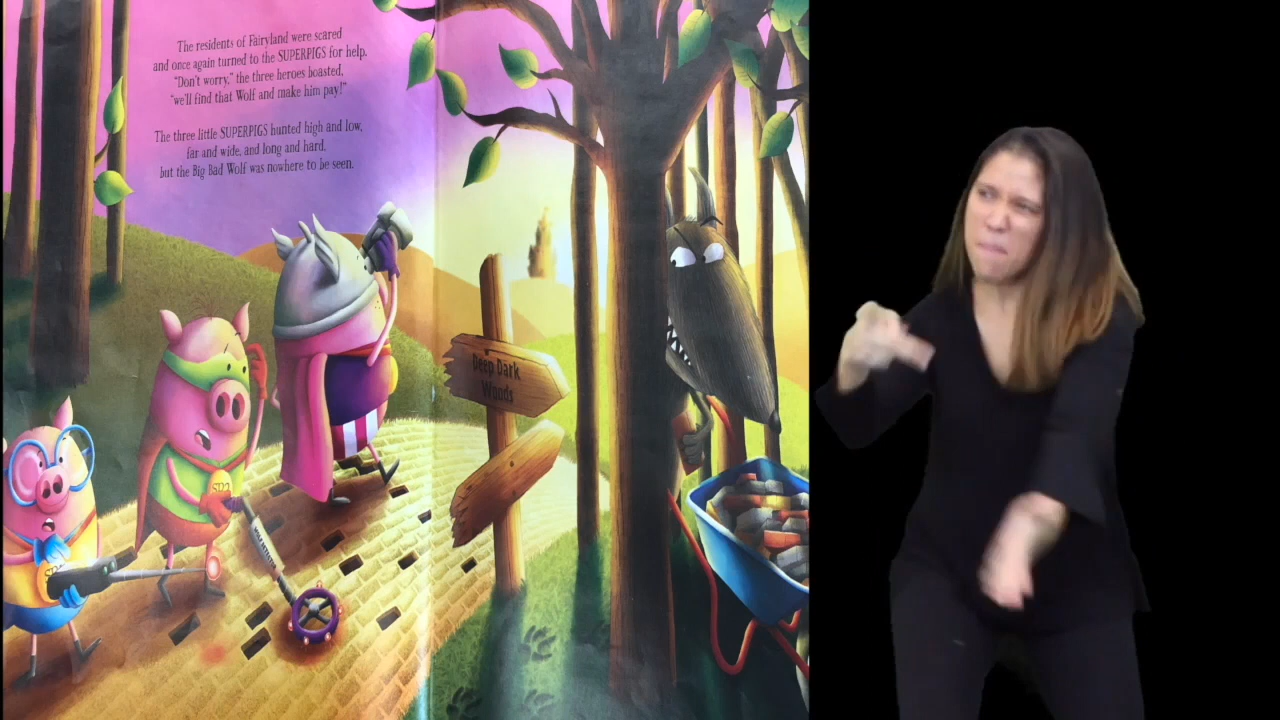 The residents of Fairyland were scared
and once again turned to the SUPERPIGS for help.
"Don't worry," the three heroes boasted,
"we'll find that Wolf and make him pay!"
The three little SUPERPIGS hunted high and low,
far and wide, and long and hard,
but the Big Bad Wolf was nowhere to be seen.
Deep Dark
Woods
WOLF DETECTOR